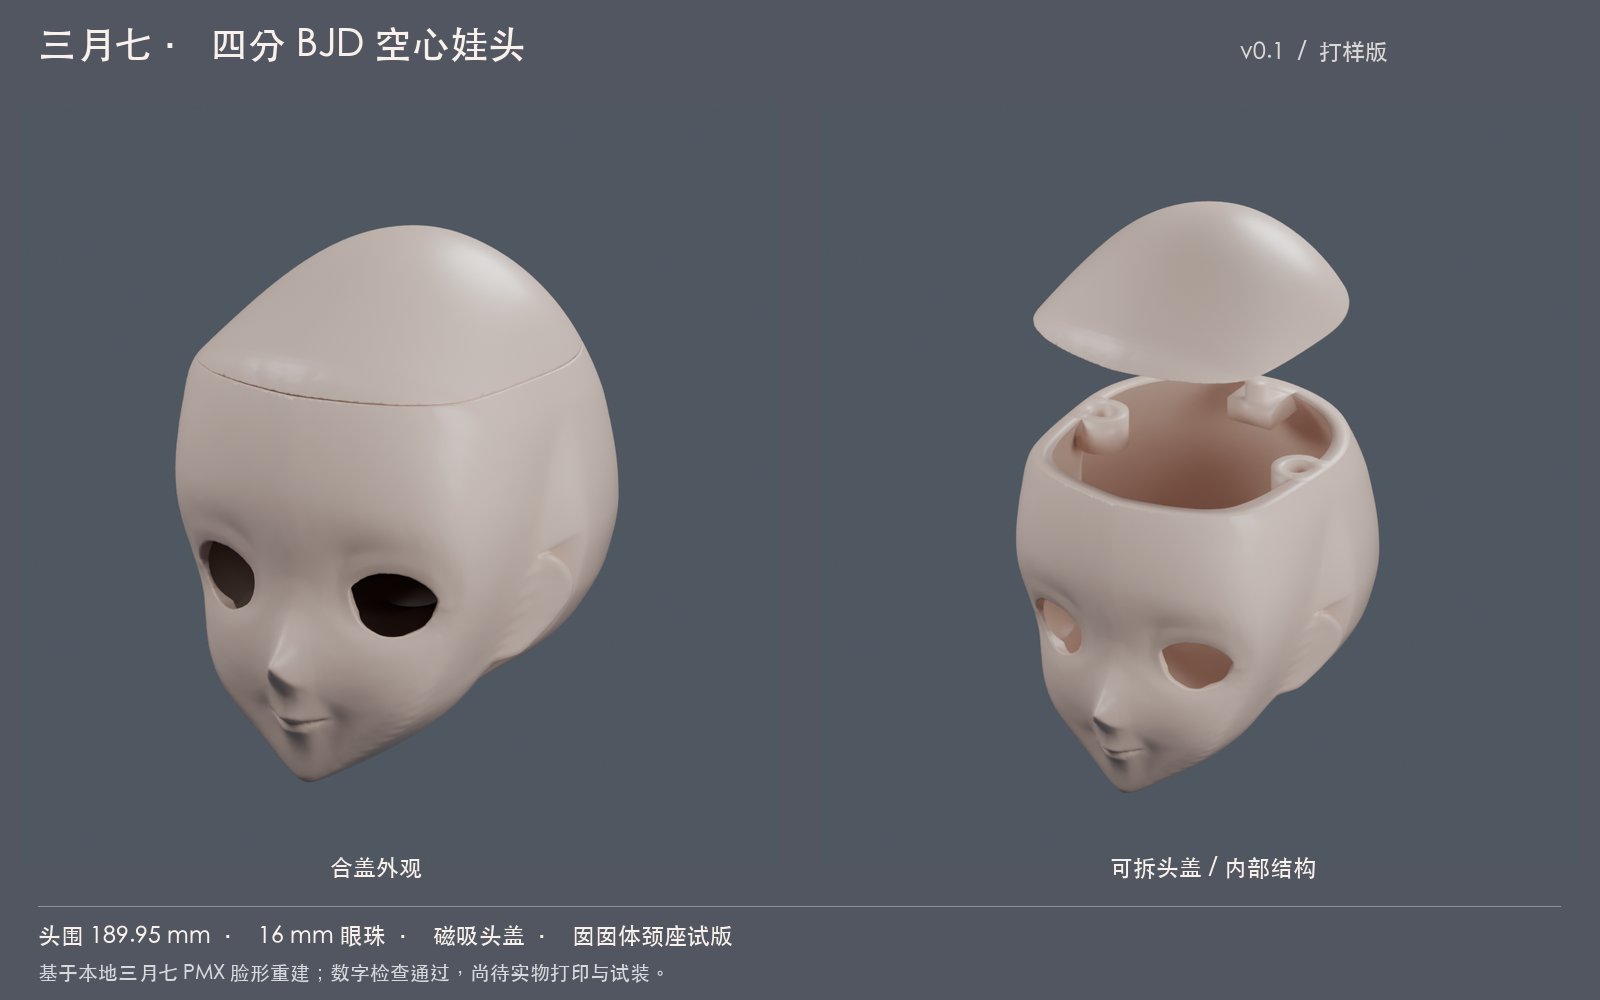 三月七 · 四分 BJD 空心娃头
v0.1 / 打样版
合盖外观
可拆头盖 / 内部结构
头围 189.95 mm · 16 mm 眼珠 · 磁吸头盖 · 囡囡体颈座试版
基于本地三月七 PMX 脸形重建；数字检查通过，尚待实物打印与试装。